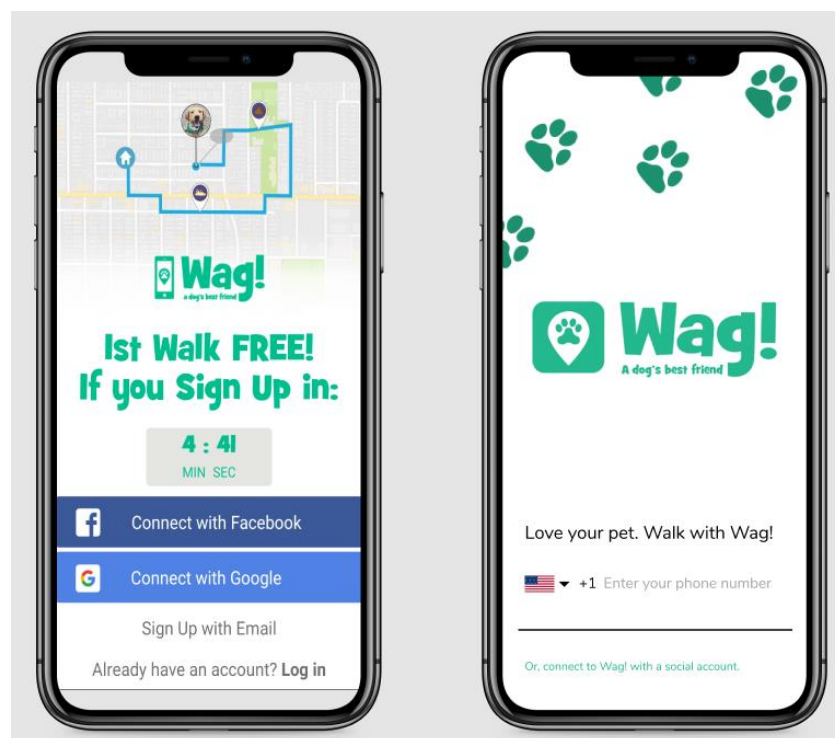 Wag!
a dog's best friend
1st Walk FREE!
If you Sign Up in:
4 : 41
MIN SEC
Connect with Facebook
Connect with Google
Sign Up with Email
Already have an account? Log in
Wag!
A dog's best friend
Love your pet. Walk with Wag!
+1 Enter your phone number
Or, connect to Wag! with a social account.